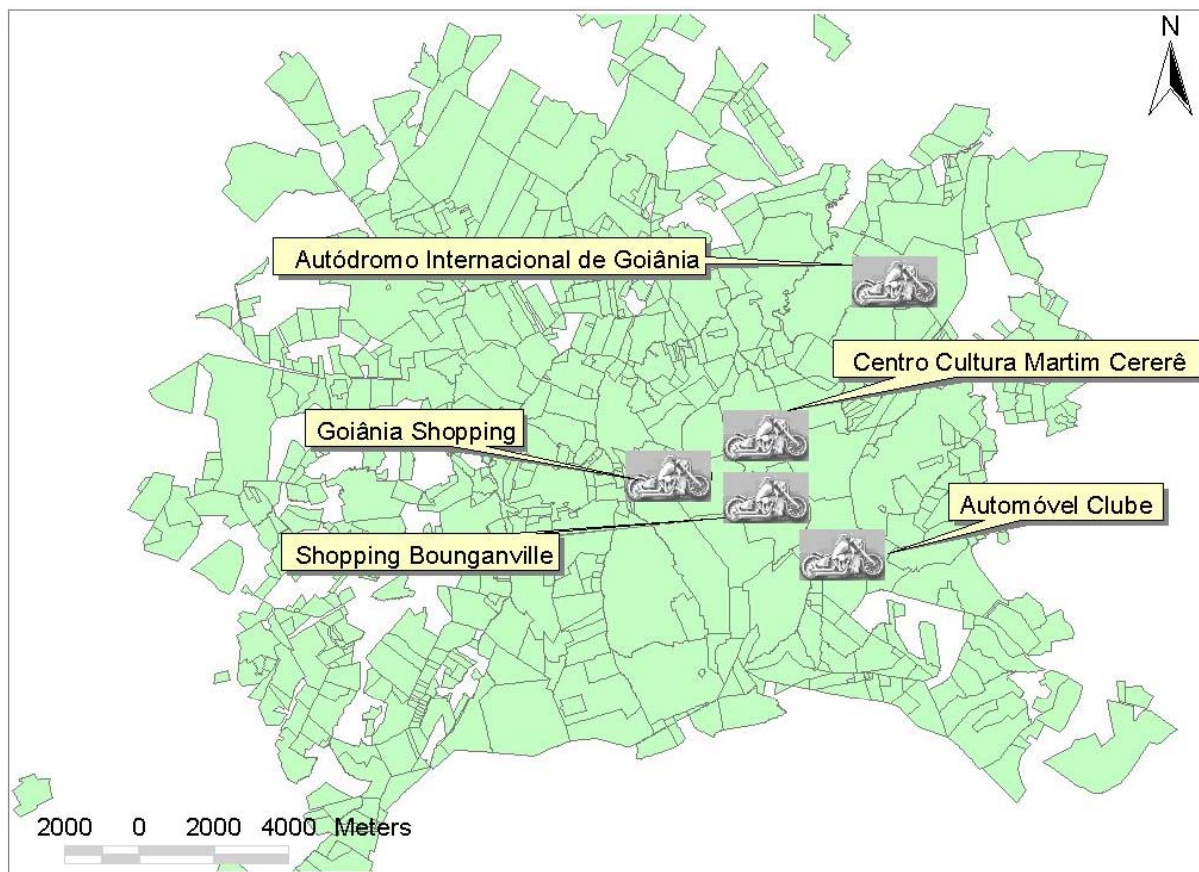 N
Autódromo Internacional de Goiânia
Centro Cultura Martim Cererê
Goiânia Shopping
Automóvel Clube
Shopping Bounganville
2000 0 2000 4000 Meters